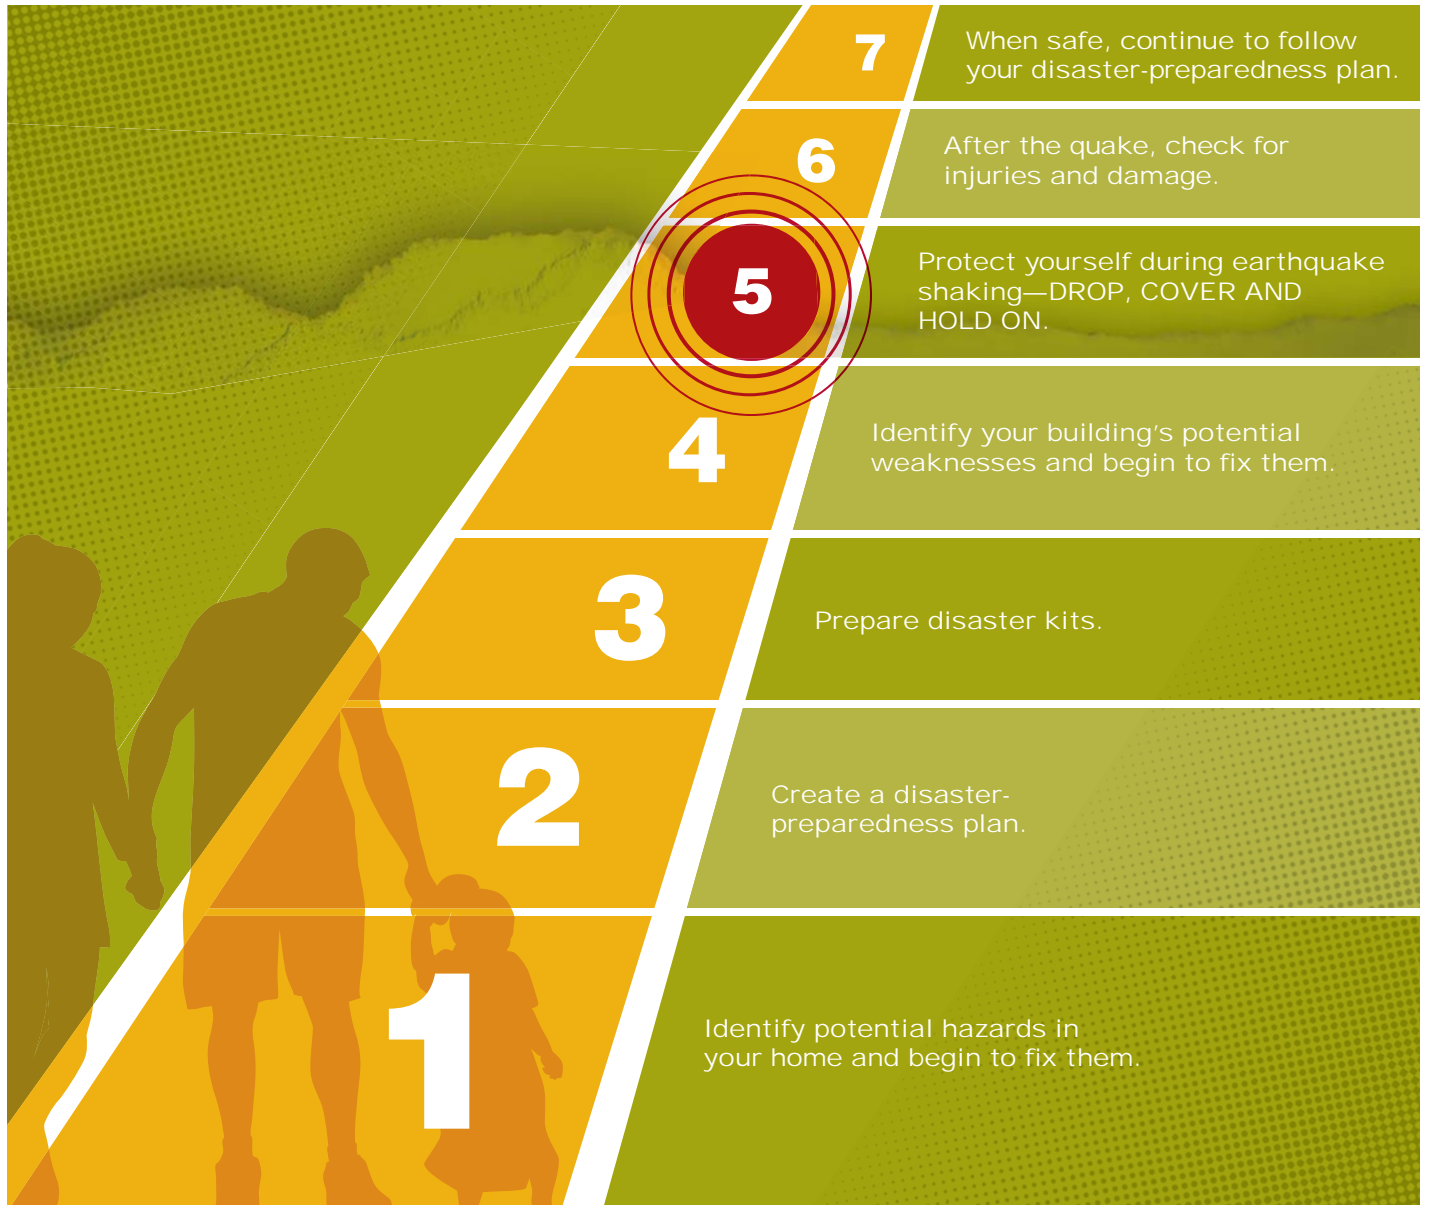 7
When safe, continue to follow
your disaster-preparedness plan.
6
After the quake, check for
injuries and damage.
5
Protect yourself during earthquake
shaking—DROP, COVER AND
HOLD ON.
4
Identify your building’s potential
weaknesses and begin to fix them.
3
Prepare disaster kits.
2
Create a disaster-
preparedness plan.
1
Identify potential hazards in
your home and begin to fix them.